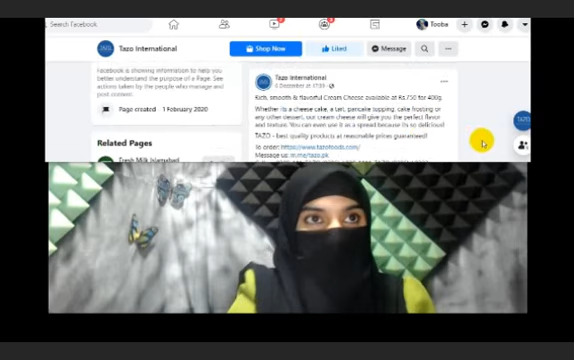 Search Facebook
Tooba
Tazo International
Shop Now
Liked
Message
Facebook is showing information to help you
better understand the purpose of a Page. See
actions taken by the people who manage and
post content.
Page created - 1 February 2020
Related Pages
Fresh Milk Islamabad
Tazo International
Rich, smooth & flavorful Cream Cheese available at Rs750 for 400g.
Whether its a cheese cake, a tart, pancake topping, cake frosting or
any other dessert, our cream cheese will give you the perfect flavor
and texture. You can even use it as a spread because its so delicious!
TAZO - best quality products at reasonable prices guaranteed!
To order: https://www.tazofoods.com/
Message us: m.me/tazo.pk
TAZO